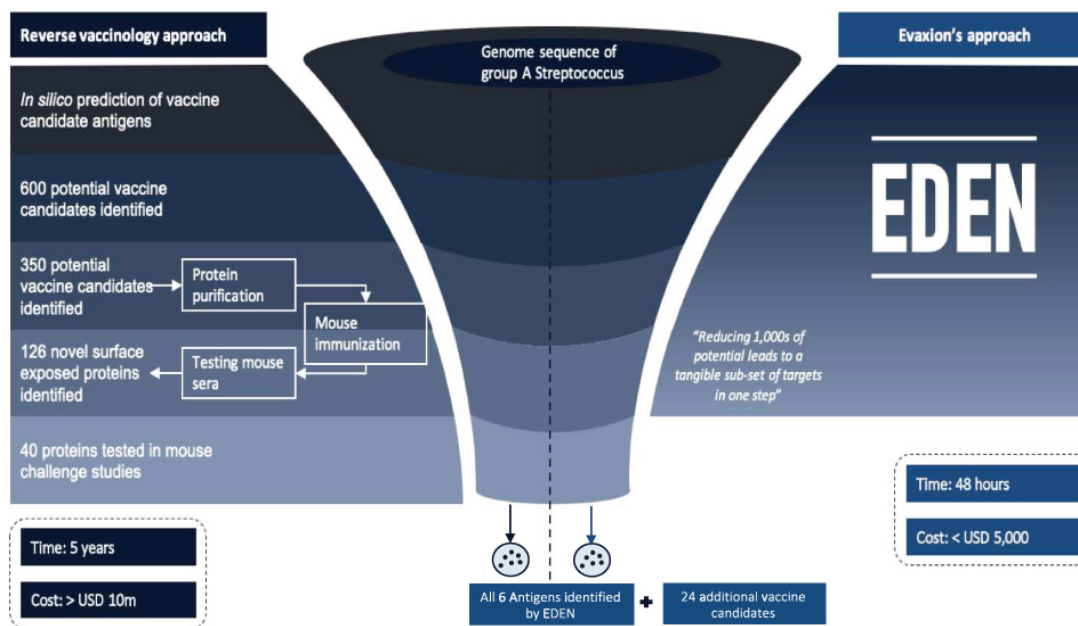 Reverse vaccinology approach
Genome sequence of
group A Streptococcus
Evaxion's approach
In silico prediction of vaccine
candidate antigens
600 potential vaccine
candidates identified
EDEN
350 potential
vaccine candidates
identified
Protein
purification
Mouse
immunization
126 novel surface
exposed proteins
identified
Testing mouse
sera
"Reducing 1,000s of
potential leads to a
tangible sub-set of targets
in one step"
40 proteins tested in mouse
challenge studies
Time: 5 years
Cost: > USD 10m
Time: 48 hours
Cost: < USD 5,000
All 6 Antigens identified
by EDEN
+
24 additional vaccine
candidates